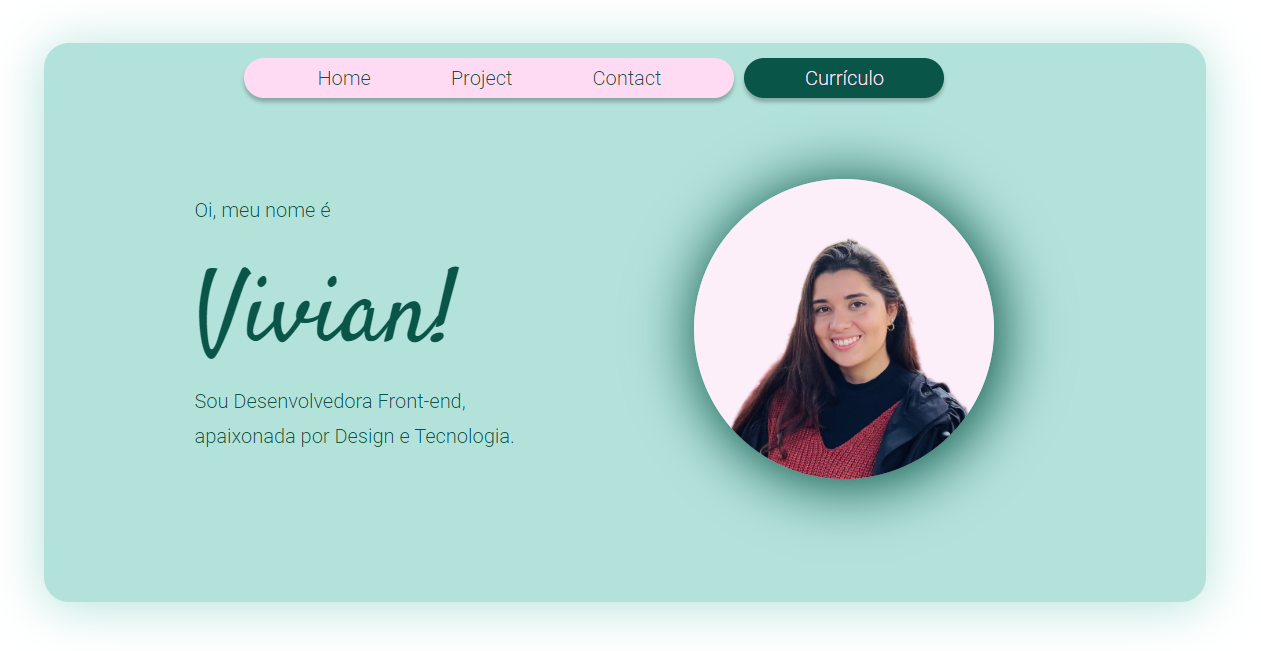 Home Project Contact Currículo
Oi, meu nome é
Vivian!
Sou Desenvolvedora Front-end,
apaixonada por Design e Tecnologia.